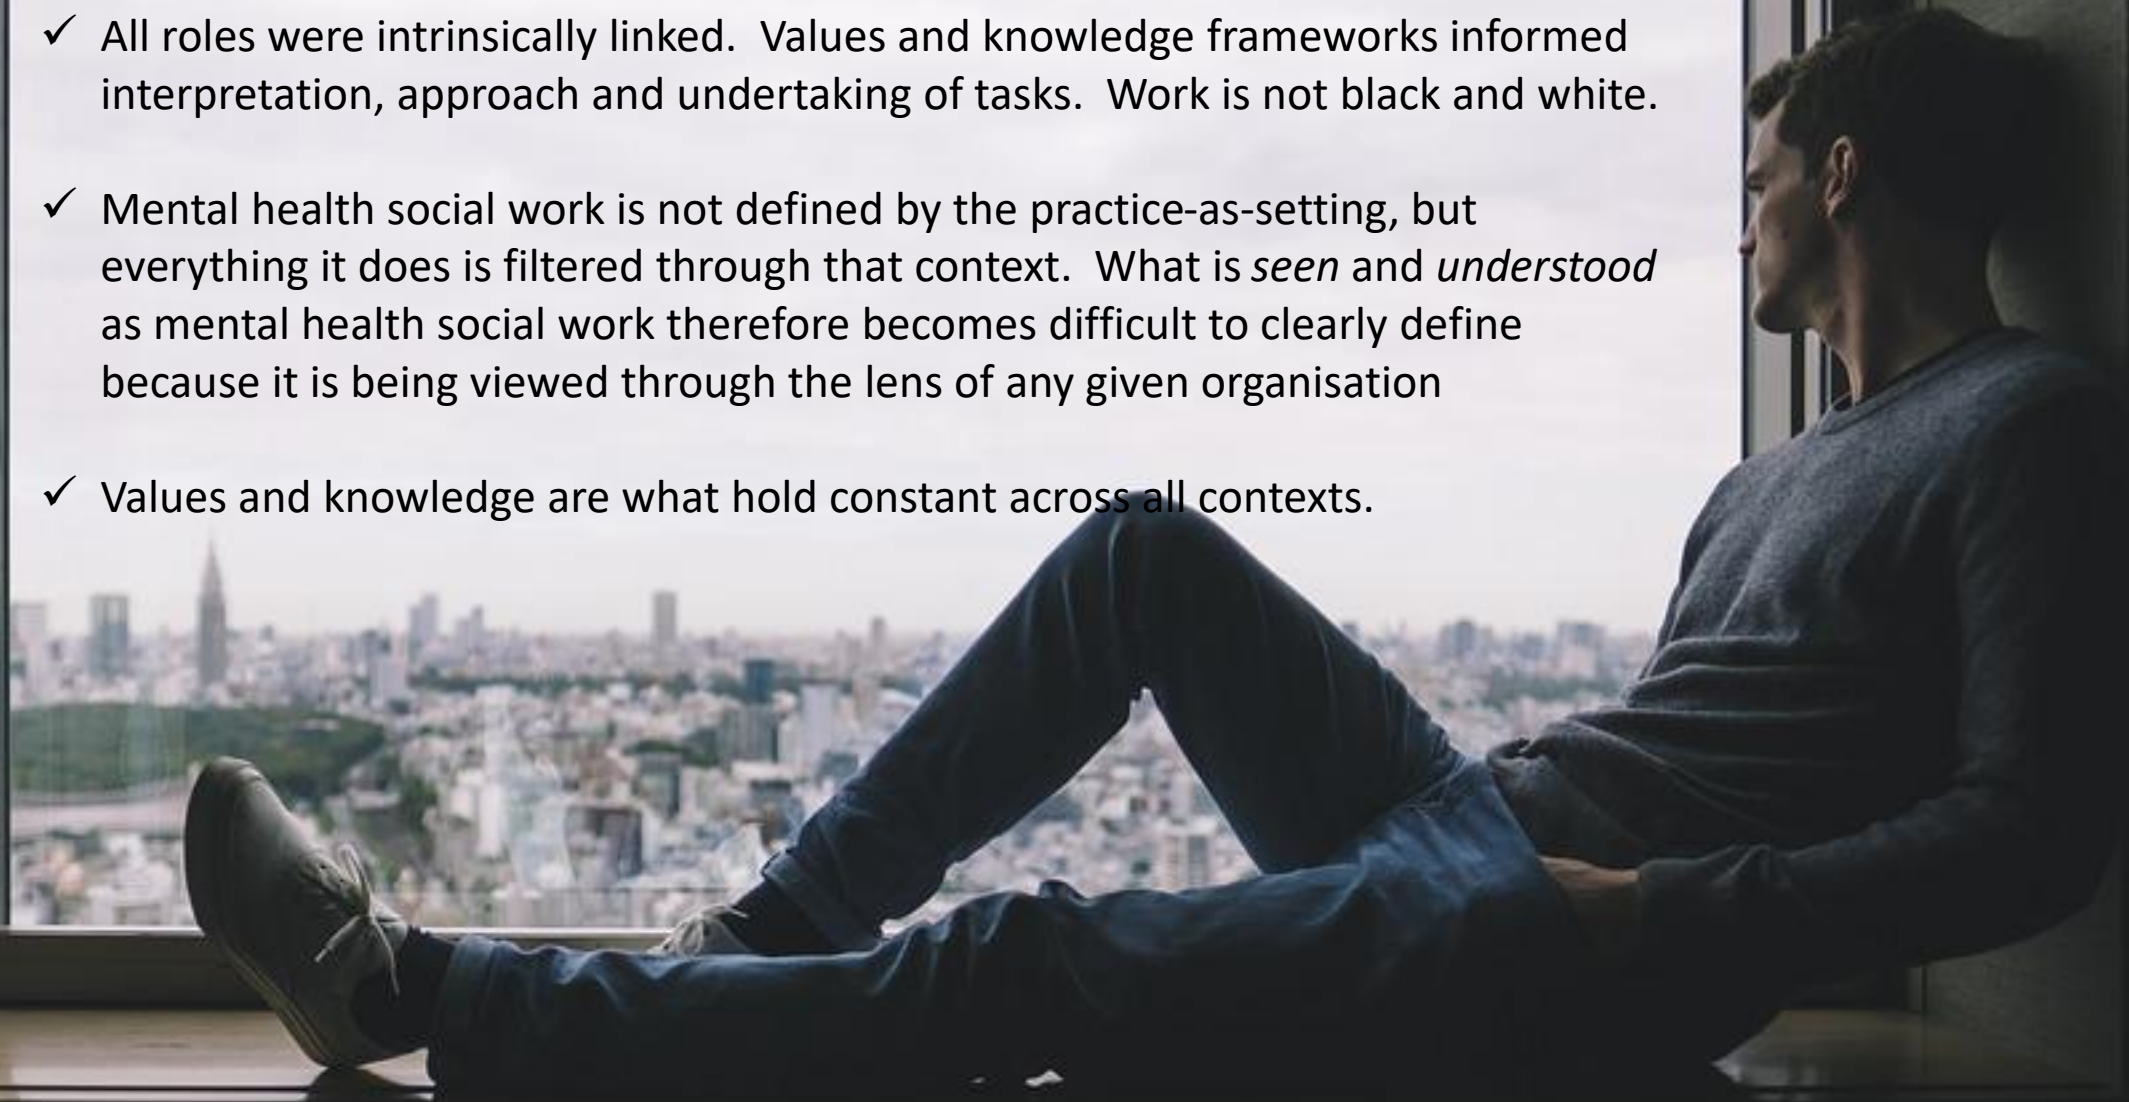 ✓ All roles were intrinsically linked.  Values and knowledge frameworks informed
interpretation, approach and undertaking of tasks.  Work is not black and white.
✓ Mental health social work is not defined by the practice-as-setting, but
everything it does is filtered through that context.  What is seen and understood
as mental health social work therefore becomes difficult to clearly define
because it is being viewed through the lens of any given organisation
✓ Values and knowledge are what hold constant across all contexts.